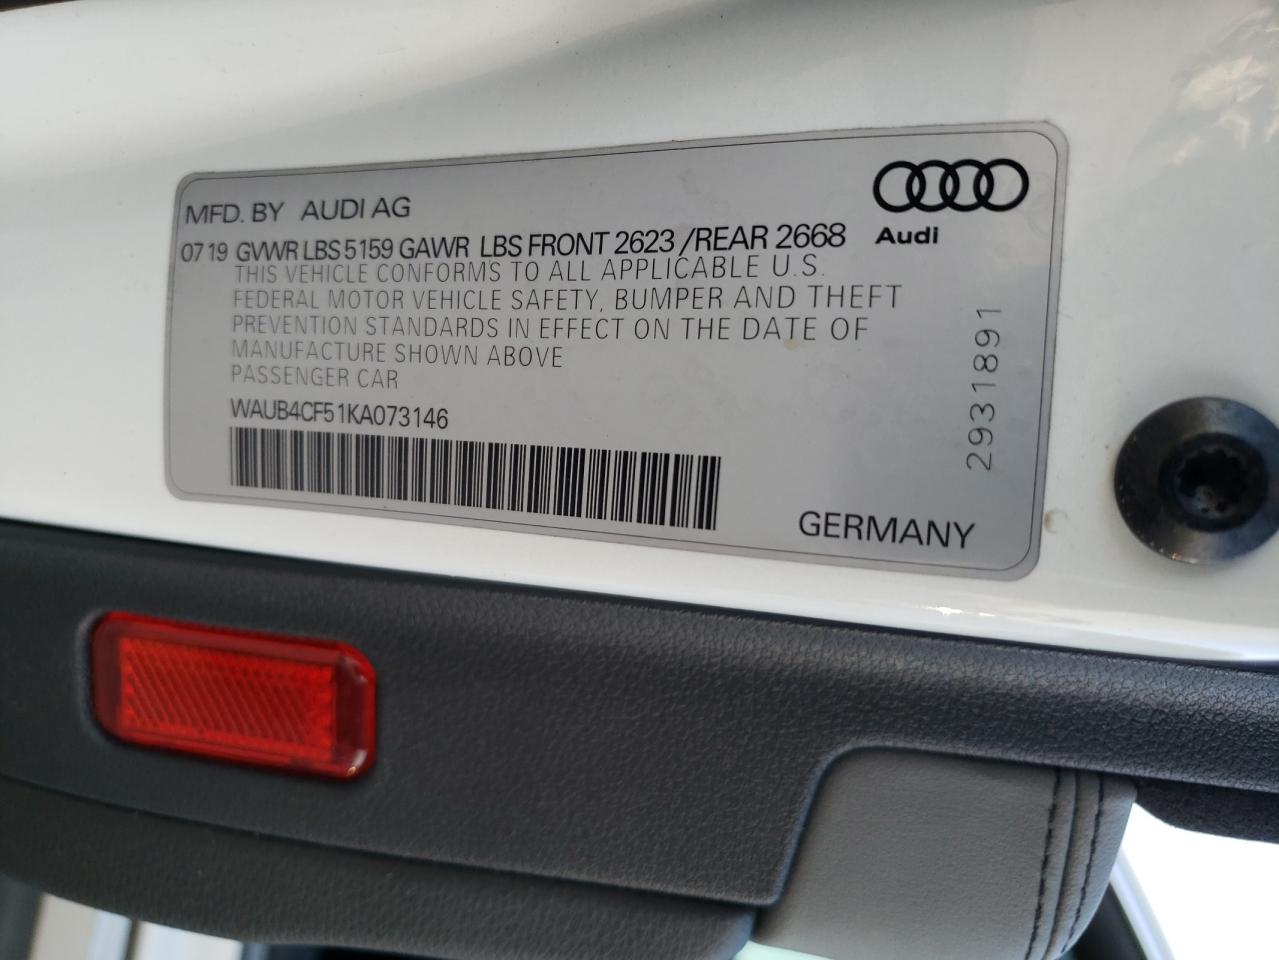 MFD. BY AUDI AG
07 19 GVWR LBS 5159 GAWR LBS FRONT 2623 /REAR 2668
Audi
THIS VEHICLE CONFORMS TO ALL APPLICABLE U.S.
FEDERAL MOTOR VEHICLE SAFETY, BUMPER AND THEFT
PREVENTION STANDARDS IN EFFECT ON THE DATE OF
MANUFACTURE SHOWN ABOVE
PASSENGER CAR
WAUB4CF51KA073146
2931891
GERMANY